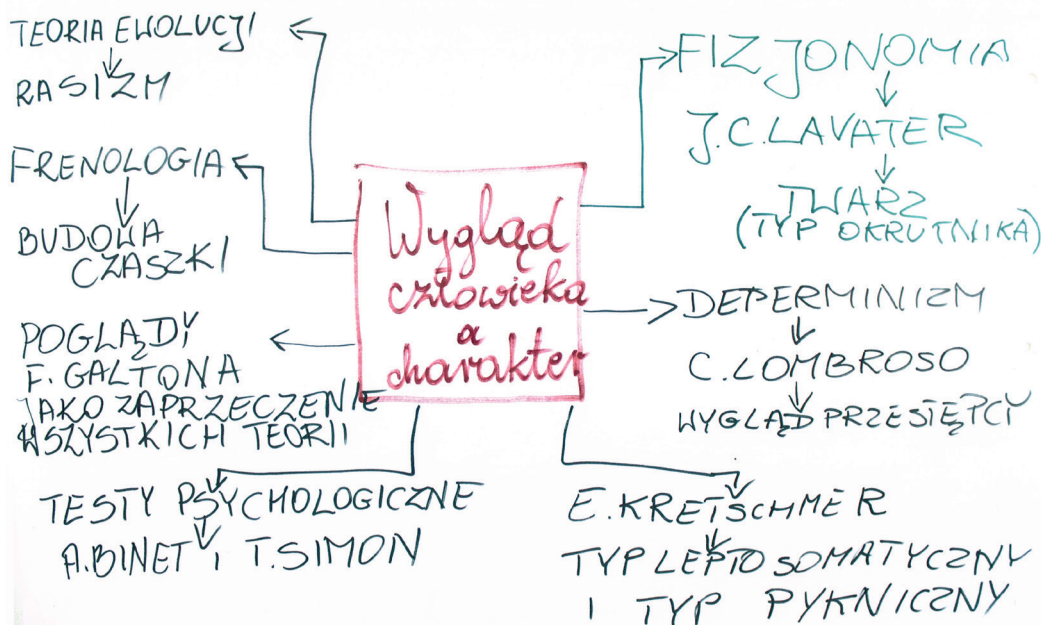 Wygląd
człowieka
a
charakter
TEORIA EWOLUCJI
RASIZM
FRENOLOGIA
BUDOWA
CZASZKI
POGLĄDY
F. GALTONA
JAKO ZAPRZECZENIE
WSZYSTKICH TEORII
TESTY PSYCHOLOGICZNE
A.BINET I T.SIMON
FIZJONOMIA
J.C.LAVATER
TWARZ
(TYP OKRUTNIKA)
DETERMINIZM
C.LOMBROSO
WYGLĄD PRZESTĘPCY
E.KRETSCHMER
TYP LEPTOSOMATYCZNY
I TYP PYKNICZNY